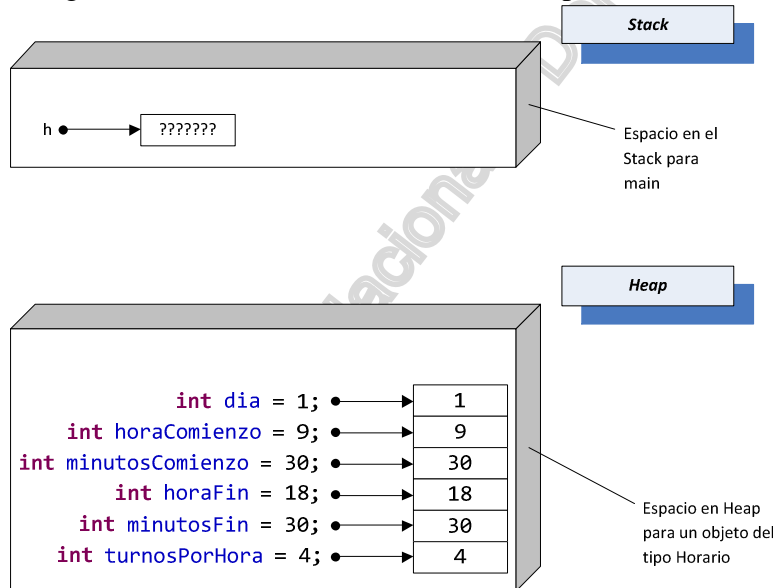 Stack
h
???????
Espacio en el
Stack para
main
Heap
int dia = 1;
1
int horaComienzo = 9;
9
int minutosComienzo = 30;
30
int horaFin = 18;
18
int minutosFin = 30;
30
int turnosPorHora = 4;
4
Espacio en Heap
para un objeto del
tipo Horario